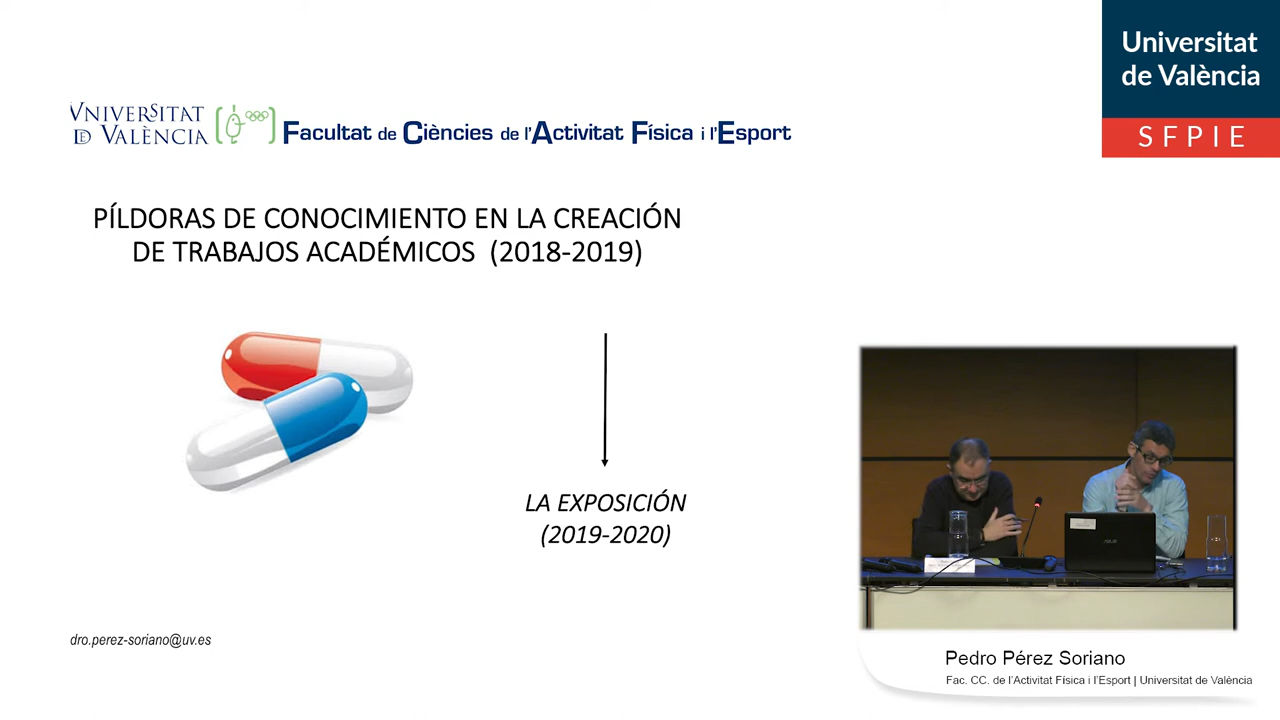 Universitat
de València
SFPIE
VNIVERSITAT
DE VALÈNCIA
Facultat de Ciències de l'Activitat Física i l'Esport
PÍLDORAS DE CONOCIMIENTO EN LA CREACIÓN
DE TRABAJOS ACADÉMICOS (2018-2019)
LA EXPOSICIÓN
(2019-2020)
dro.perez-soriano@uv.es
Pedro Pérez Soriano
Fac. CC. de l'Activitat Física i l'Esport | Universitat de València